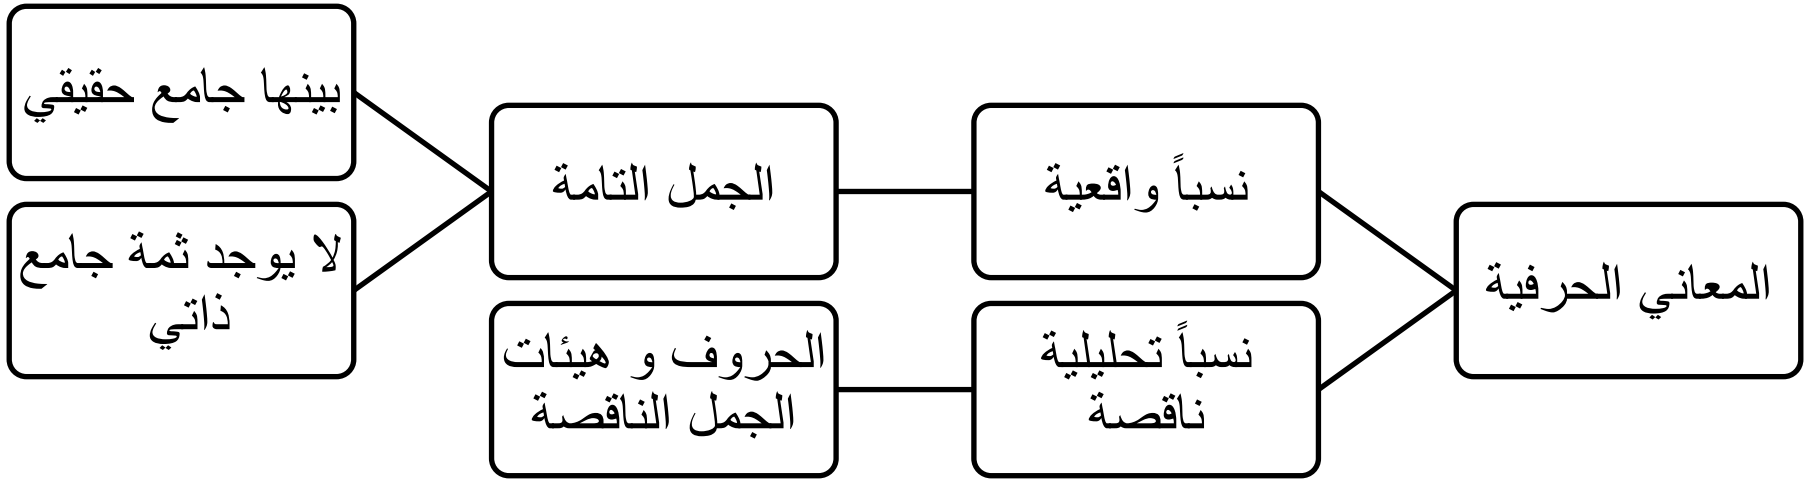 المعاني الحرفية
نسباً واقعية
الجمل التامة
بينها جامع حقيقي
لا يوجد ثمة جامع
ذاتي
نسباً تحليلية
ناقصة
الحروف و هيئات
الجمل الناقصة